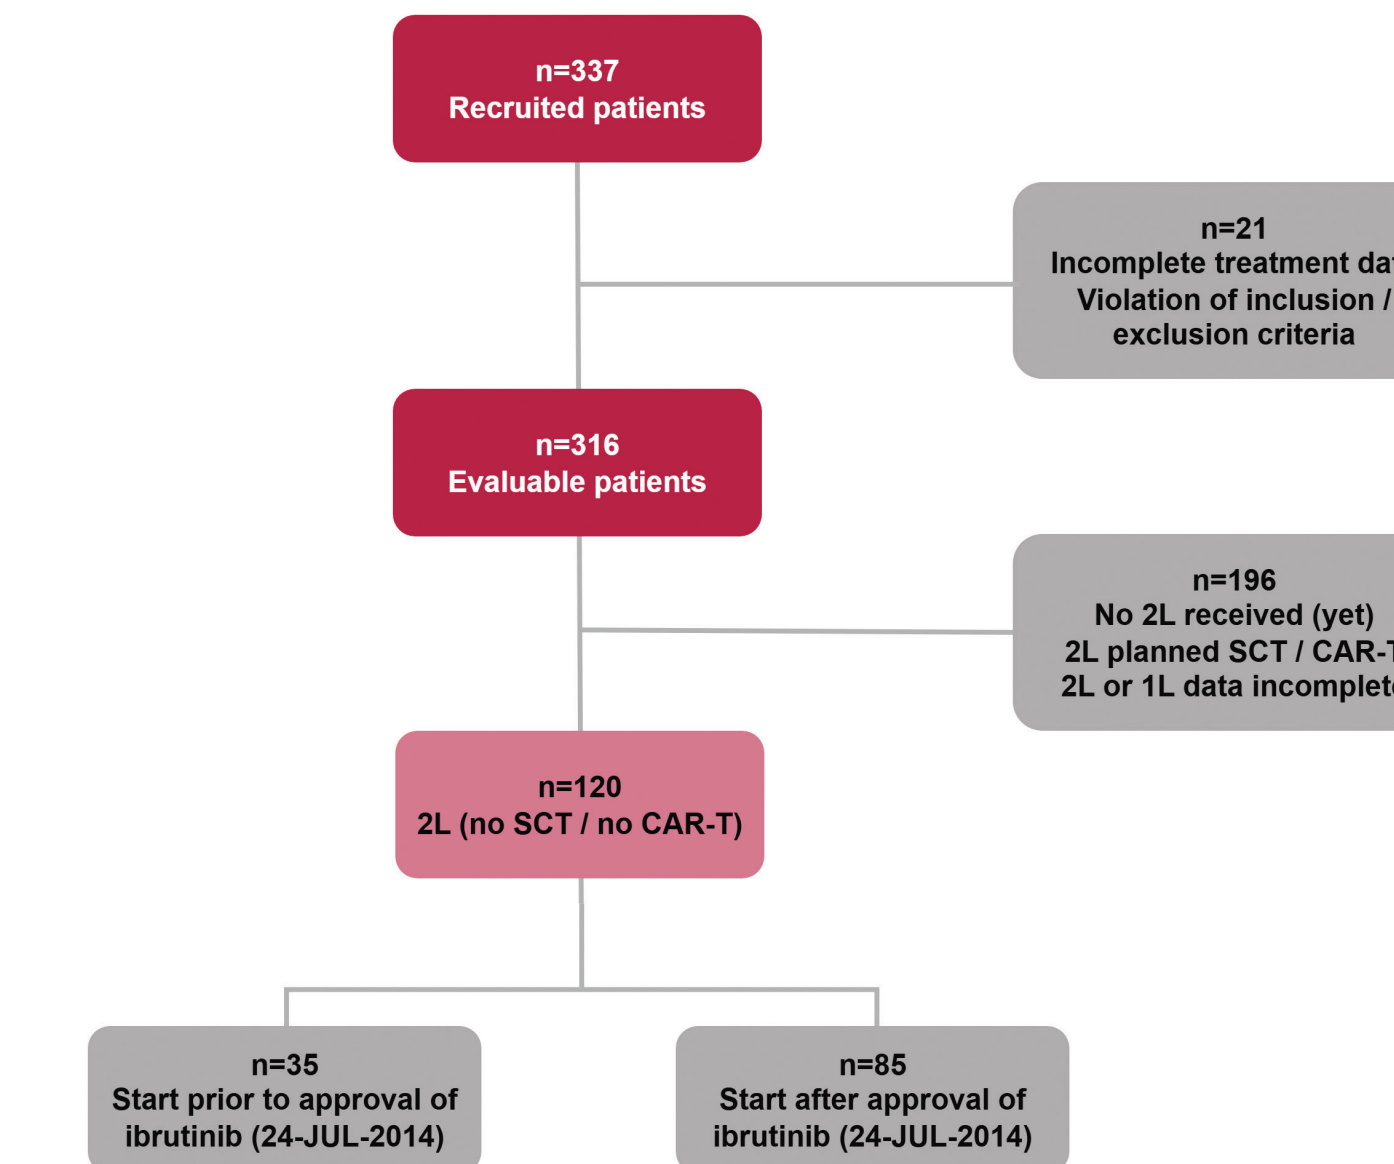 n=337
Recruited patients
n=21
Incomplete treatment
Violation of inclusion /
exclusion criteria
n=316
Evaluable patients
n=196
No 2L received (yet)
2L planned SCT / CAR-T
2L or 1L data incomplete
n=120
2L (no SCT / no CAR-T)
n=35
Start prior to approval of
ibrutinib (24-JUL-2014)
n=85
Start after approval of
ibrutinib (24-JUL-2014)